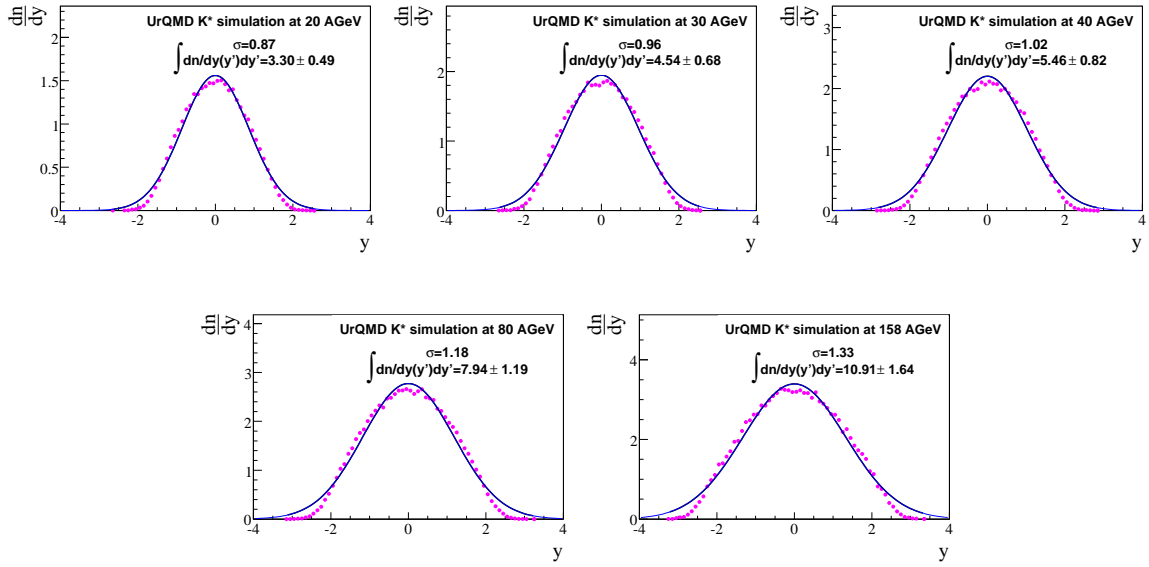 dn
dy
UrQMD K* simulation at 20 AGeV
σ=0.87
∫dn/dy(y')dy'=3.30± 0.49
2
1.5
1
0.5
0
-4 -2 0 2 4
y
dn
dy
UrQMD K* simulation at 30 AGeV
σ=0.96
∫dn/dy(y')dy'=4.54± 0.68
2
1
0
-4 -2 0 2 4
y
dn
dy
UrQMD K* simulation at 40 AGeV
σ=1.02
∫dn/dy(y')dy'=5.46± 0.82
3
2
1
0
-4 -2 0 2 4
y
dn
dy
UrQMD K* simulation at 80 AGeV
σ=1.18
∫dn/dy(y')dy'=7.94± 1.19
4
3
2
1
0
-4 -2 0 2 4
y
dn
dy
UrQMD K* simulation at 158 AGeV
σ=1.33
∫dn/dy(y')dy'=10.91± 1.64
4
2
0
-4 -2 0 2 4
y